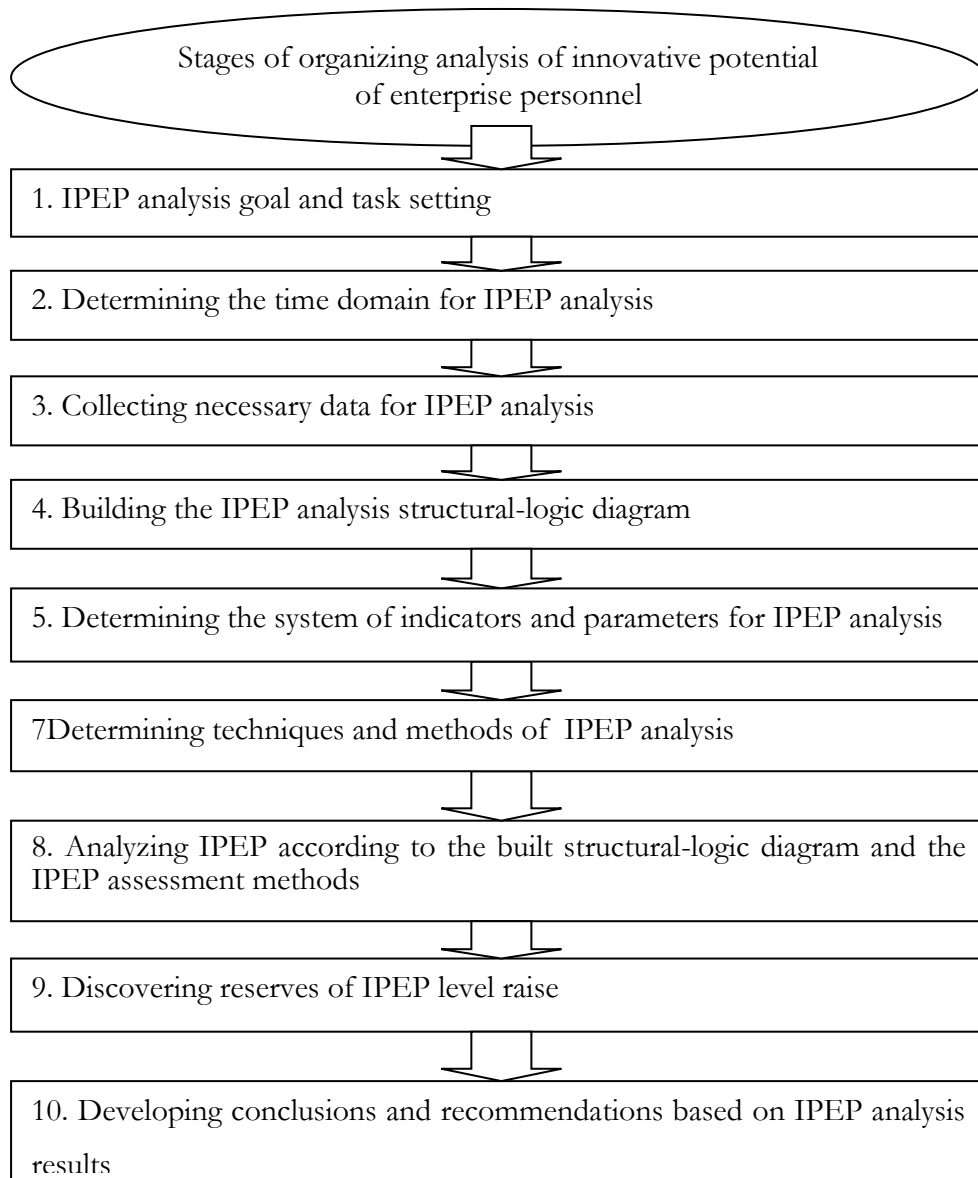 Stages of organizing analysis of innovative potential
of enterprise personnel
1. IPEP analysis goal and task setting
2. Determining the time domain for IPEP analysis
3. Collecting necessary data for IPEP analysis
4. Building the IPEP analysis structural-logic diagram
5. Determining the system of indicators and parameters for IPEP analysis
7Determining techniques and methods of IPEP analysis
8. Analyzing IPEP according to the built structural-logic diagram and the
IPEP assessment methods
9. Discovering reserves of IPEP level raise
10. Developing conclusions and recommendations based on IPEP analysis
results